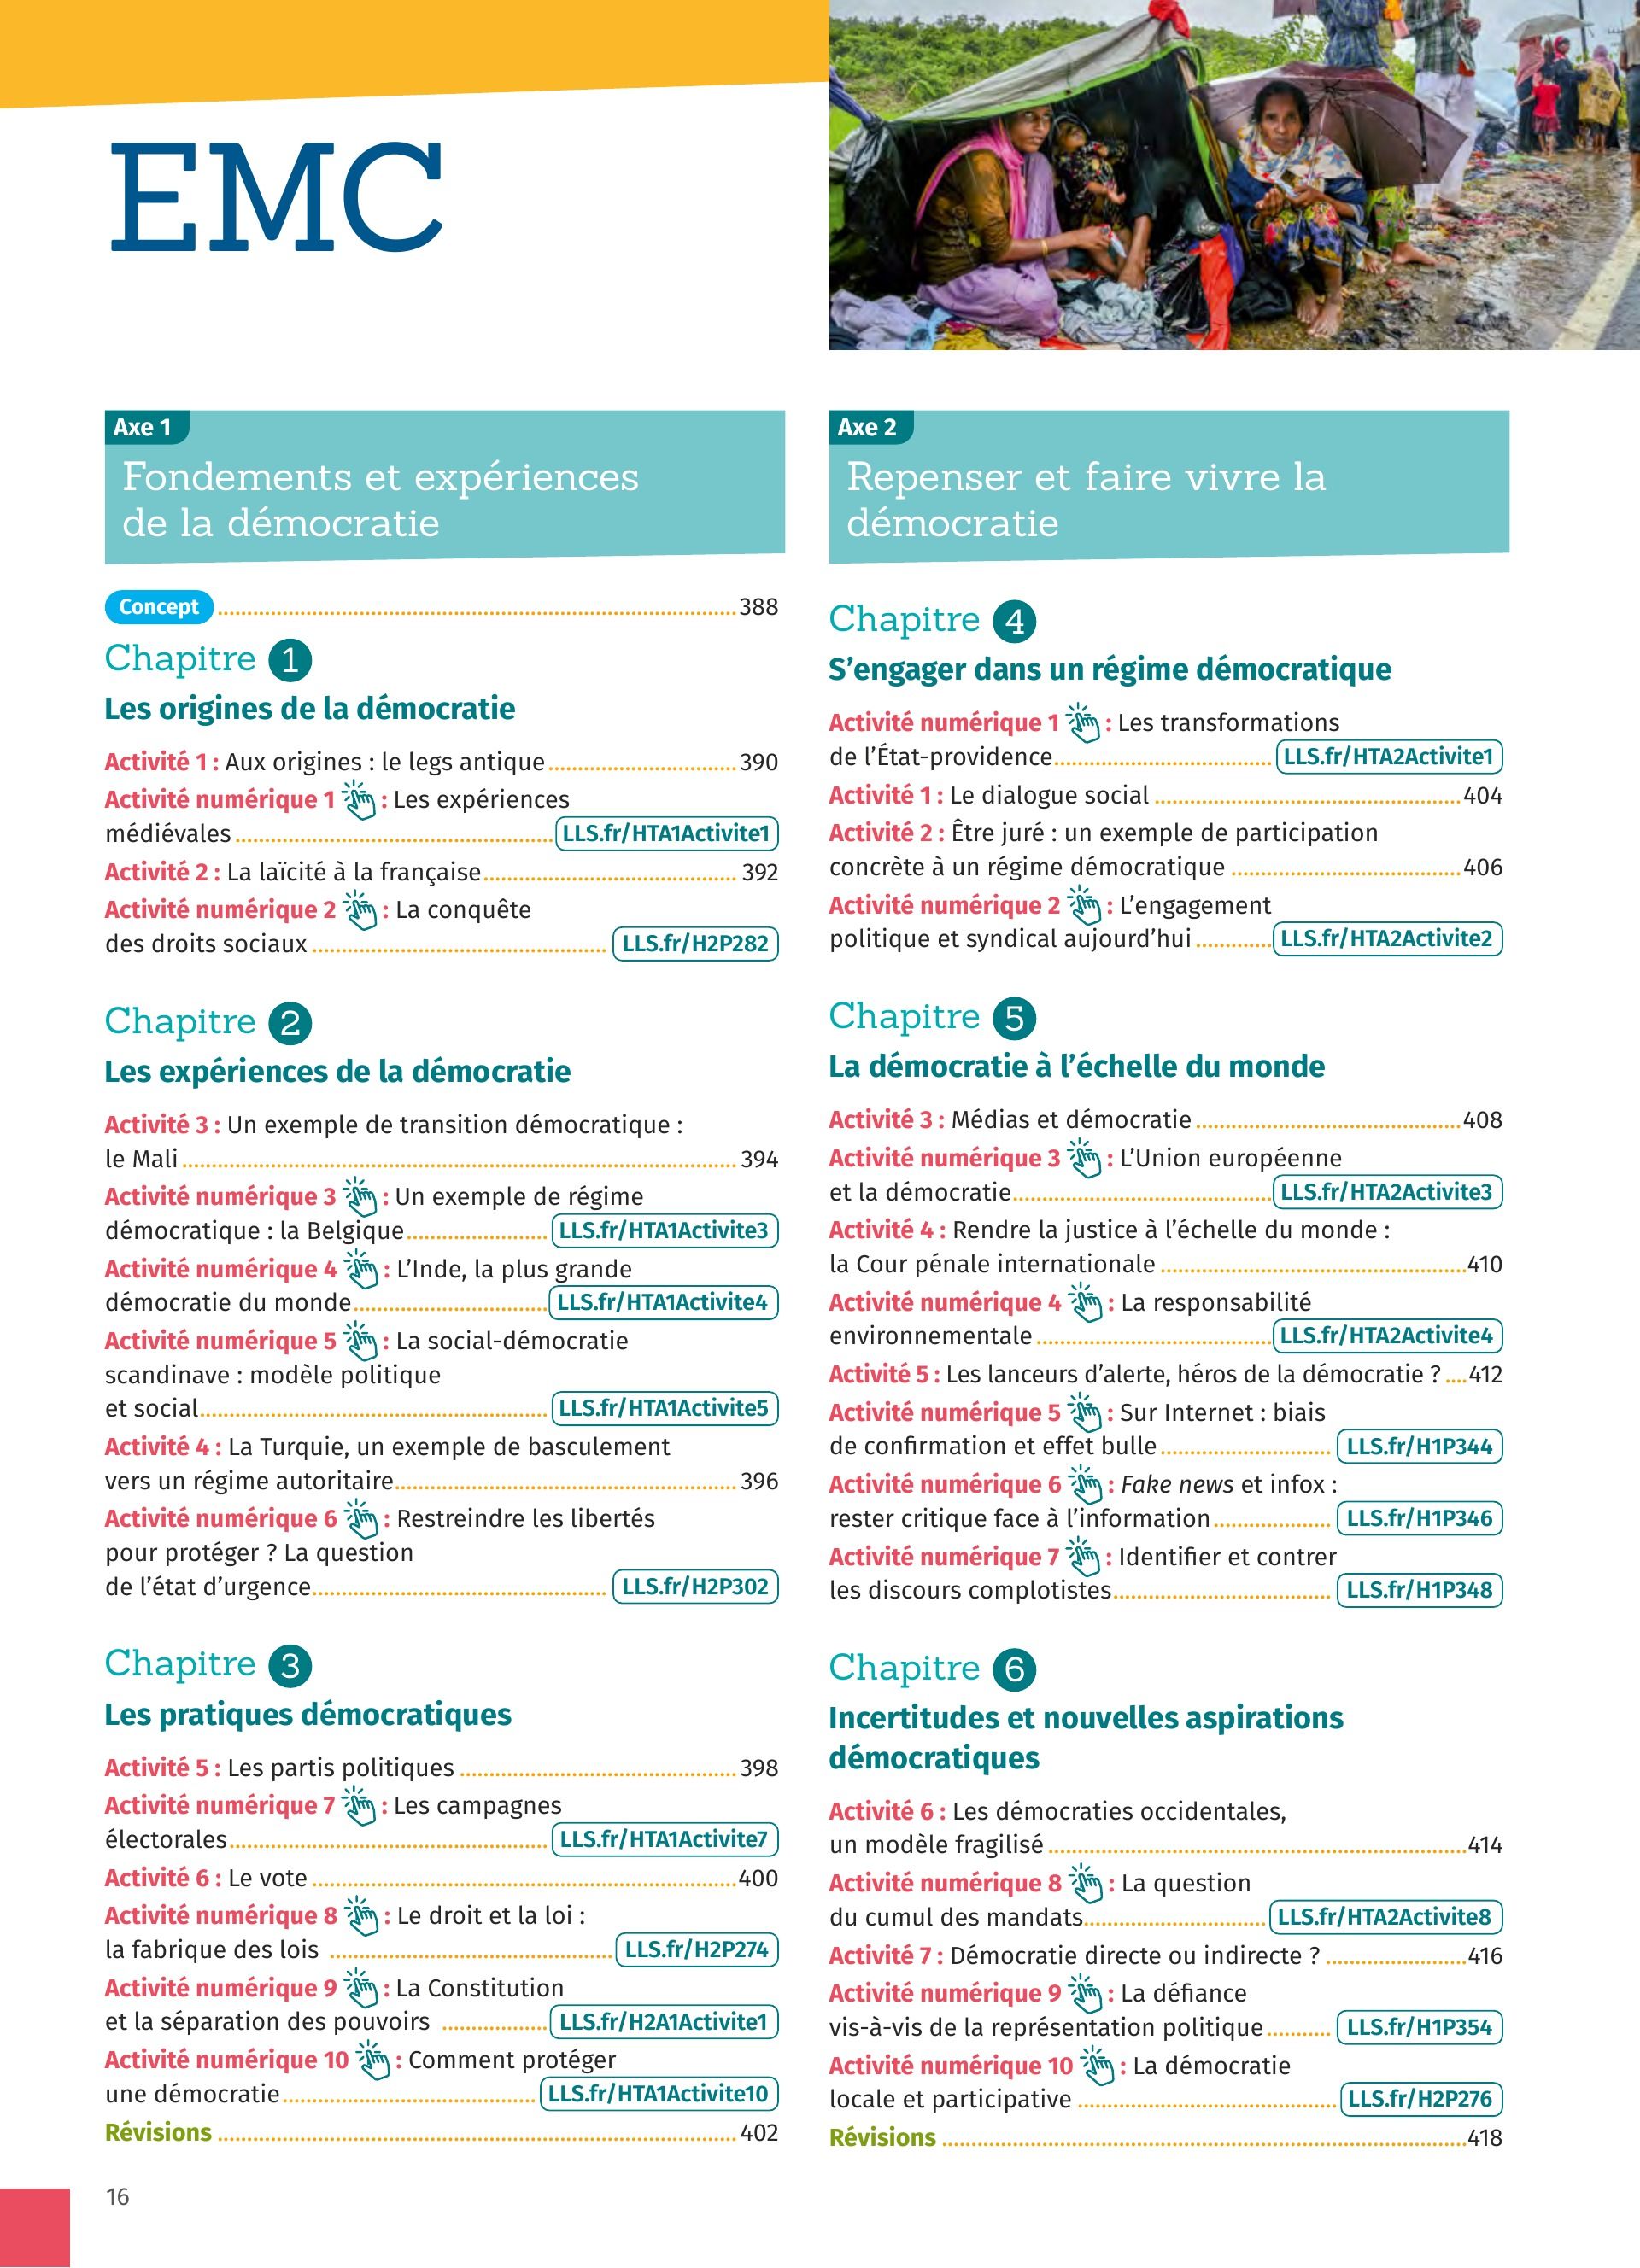 EMC
Axe 1
Fondements et expériences
de la démocratie
Concept ... 388
Chapitre 1
Les origines de la démocratie
Activité 1 : Aux origines : le legs antique ... 390
Activité numérique 1 : Les expériences
médiévales ... LLS.fr/HTA1Activite1
Activité 2 : La laïcité à la française ... 392
Activité numérique 2 : La conquête
des droits sociaux ... LLS.fr/H2P282
Chapitre 2
Les expériences de la démocratie
Activité 3 : Un exemple de transition démocratique :
le Mali ... 394
Activité numérique 3 : Un exemple de régime
démocratique : la Belgique ... LLS.fr/HTA1Activite3
Activité numérique 4 : L'Inde, la plus grande
démocratie du monde ... LLS.fr/HTA1Activite4
Activité numérique 5 : La social-démocratie
scandinave : modèle politique
et social ... LLS.fr/HTA1Activite5
Activité 4 : La Turquie, un exemple de basculement
vers un régime autoritaire ... 396
Activité numérique 6 : Restreindre les libertés
pour protéger ? La question
de l'état d'urgence ... LLS.fr/H2P302
Chapitre 3
Les pratiques démocratiques
Activité 5 : Les partis politiques ... 398
Activité numérique 7 : Les campagnes
électorales ... LLS.fr/HTA1Activite7
Activité 6 : Le vote ... 400
Activité numérique 8 : Le droit et la loi :
la fabrique des lois ... LLS.fr/H2P274
Activité numérique 9 : La Constitution
et la séparation des pouvoirs ... LLS.fr/H2A1Activite1
Activité numérique 10 : Comment protéger
une démocratie ... LLS.fr/HTA1Activite10
Révisions ... 402
Axe 2
Repenser et faire vivre la
démocratie
Chapitre 4
S'engager dans un régime démocratique
Activité numérique 1 : Les transformations
de l'État-providence ... LLS.fr/HTA2Activite1
Activité 1 : Le dialogue social ... 404
Activité 2 : Être juré : un exemple de participation
concrète à un régime démocratique ... 406
Activité numérique 2 : L'engagement
politique et syndical aujourd'hui ... LLS.fr/HTA2Activite2
Chapitre 5
La démocratie à l'échelle du monde
Activité 3 : Médias et démocratie ... 408
Activité numérique 3 : L'Union européenne
et la démocratie ... LLS.fr/HTA2Activite3
Activité 4 : Rendre la justice à l'échelle du monde :
la Cour pénale internationale ... 410
Activité numérique 4 : La responsabilité
environnementale ... LLS.fr/HTA2Activite4
Activité 5 : Les lanceurs d'alerte, héros de la démocratie ? ... 412
Activité numérique 5 : Sur Internet : biais
de confirmation et effet bulle ... LLS.fr/H1P344
Activité numérique 6 : Fake news et infox :
rester critique face à l'information ... LLS.fr/H1P346
Activité numérique 7 : Identifier et contrer
les discours complotistes ... LLS.fr/H1P348
Chapitre 6
Incertitudes et nouvelles aspirations
démocratiques
Activité 6 : Les démocraties occidentales,
un modèle fragilisé ... 414
Activité numérique 8 : La question
du cumul des mandats ... LLS.fr/HTA2Activite8
Activité 7 : Démocratie directe ou indirecte ? ... 416
Activité numérique 9 : La défiance
vis-à-vis de la représentation politique ... LLS.fr/H1P354
Activité numérique 10 : La démocratie
locale et participative ... LLS.fr/H2P276
Révisions ... 418
16